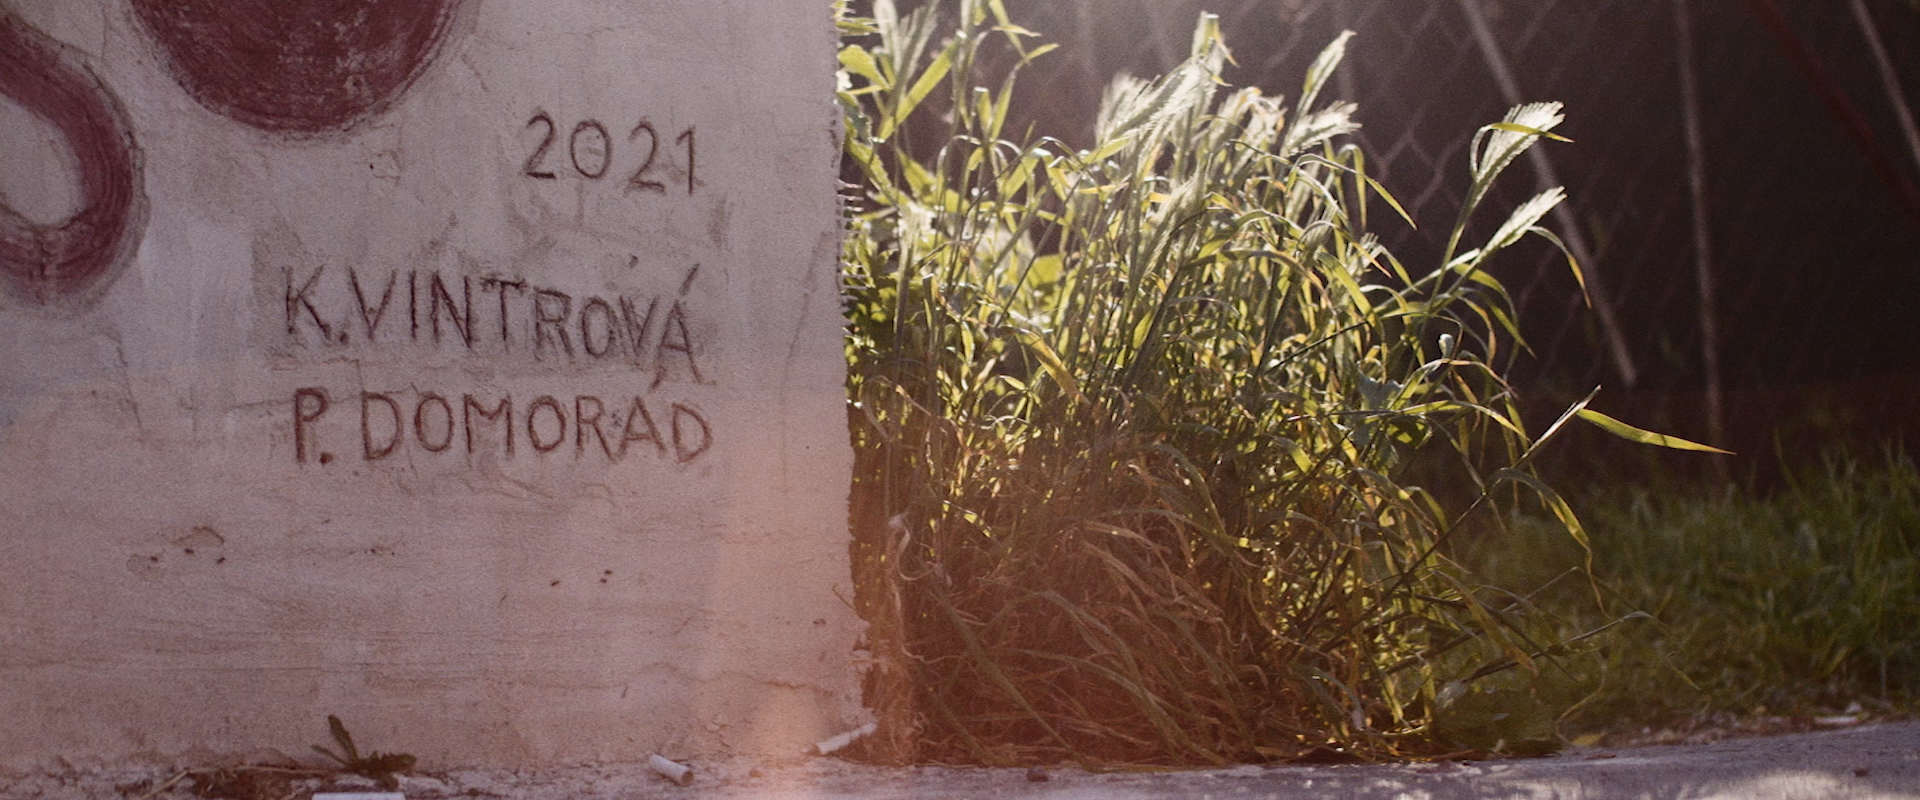 2021
K.VINTROVÁ
P. DOMORÁD